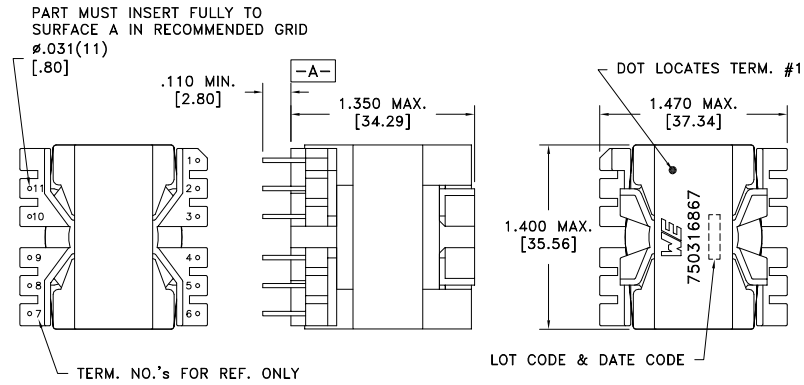 PART MUST INSERT FULLY TO
SURFACE A IN RECOMMENDED GRID
ø.031(11)
[.80]
.110 MIN.
[2.80]
-A-
1.350 MAX.
[34.29]
DOT LOCATES TERM. #1
1.470 MAX.
[37.34]
1
11
2
10
3
9
4
8
5
7
6
1.400 MAX.
[35.56]
WE
750316867
TERM. NO.'s FOR REF. ONLY
LOT CODE & DATE CODE